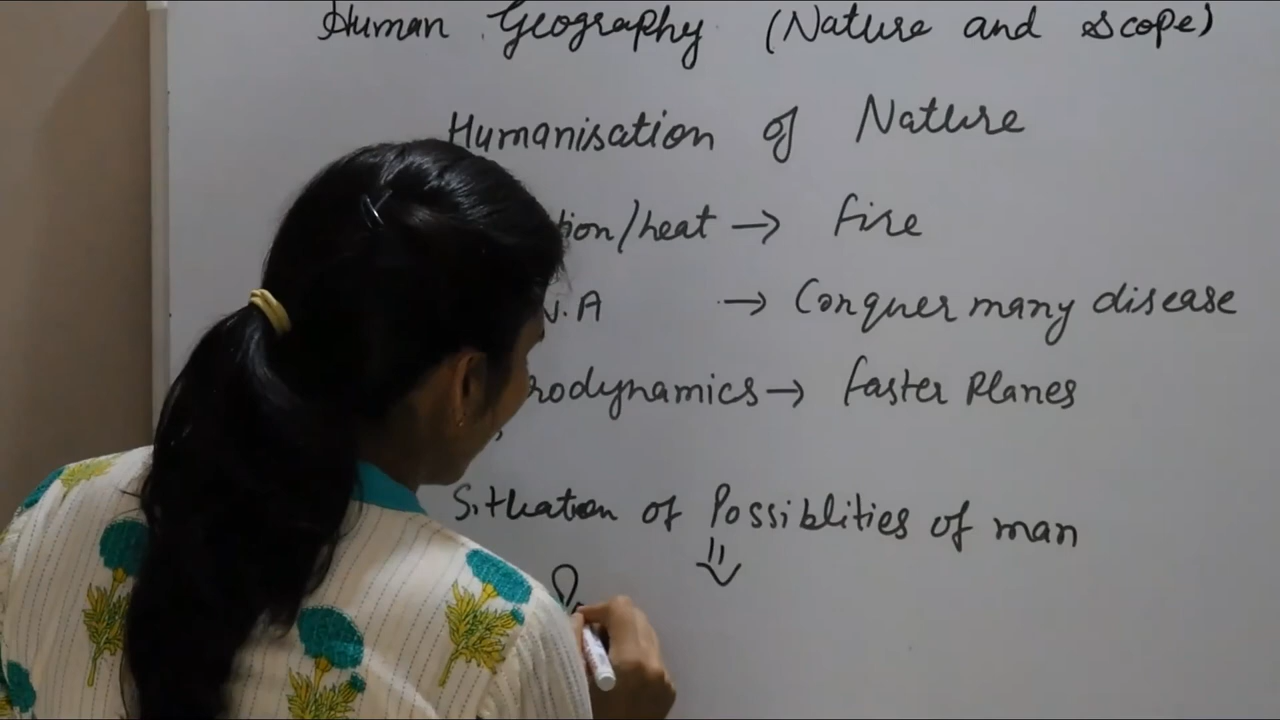 Human Geography (Nature and Scope)
Humanisation of Nature
tion/heat → fire
.A → Conquer many disease
rodynamics → faster Planes
Situation of Possiblities of man